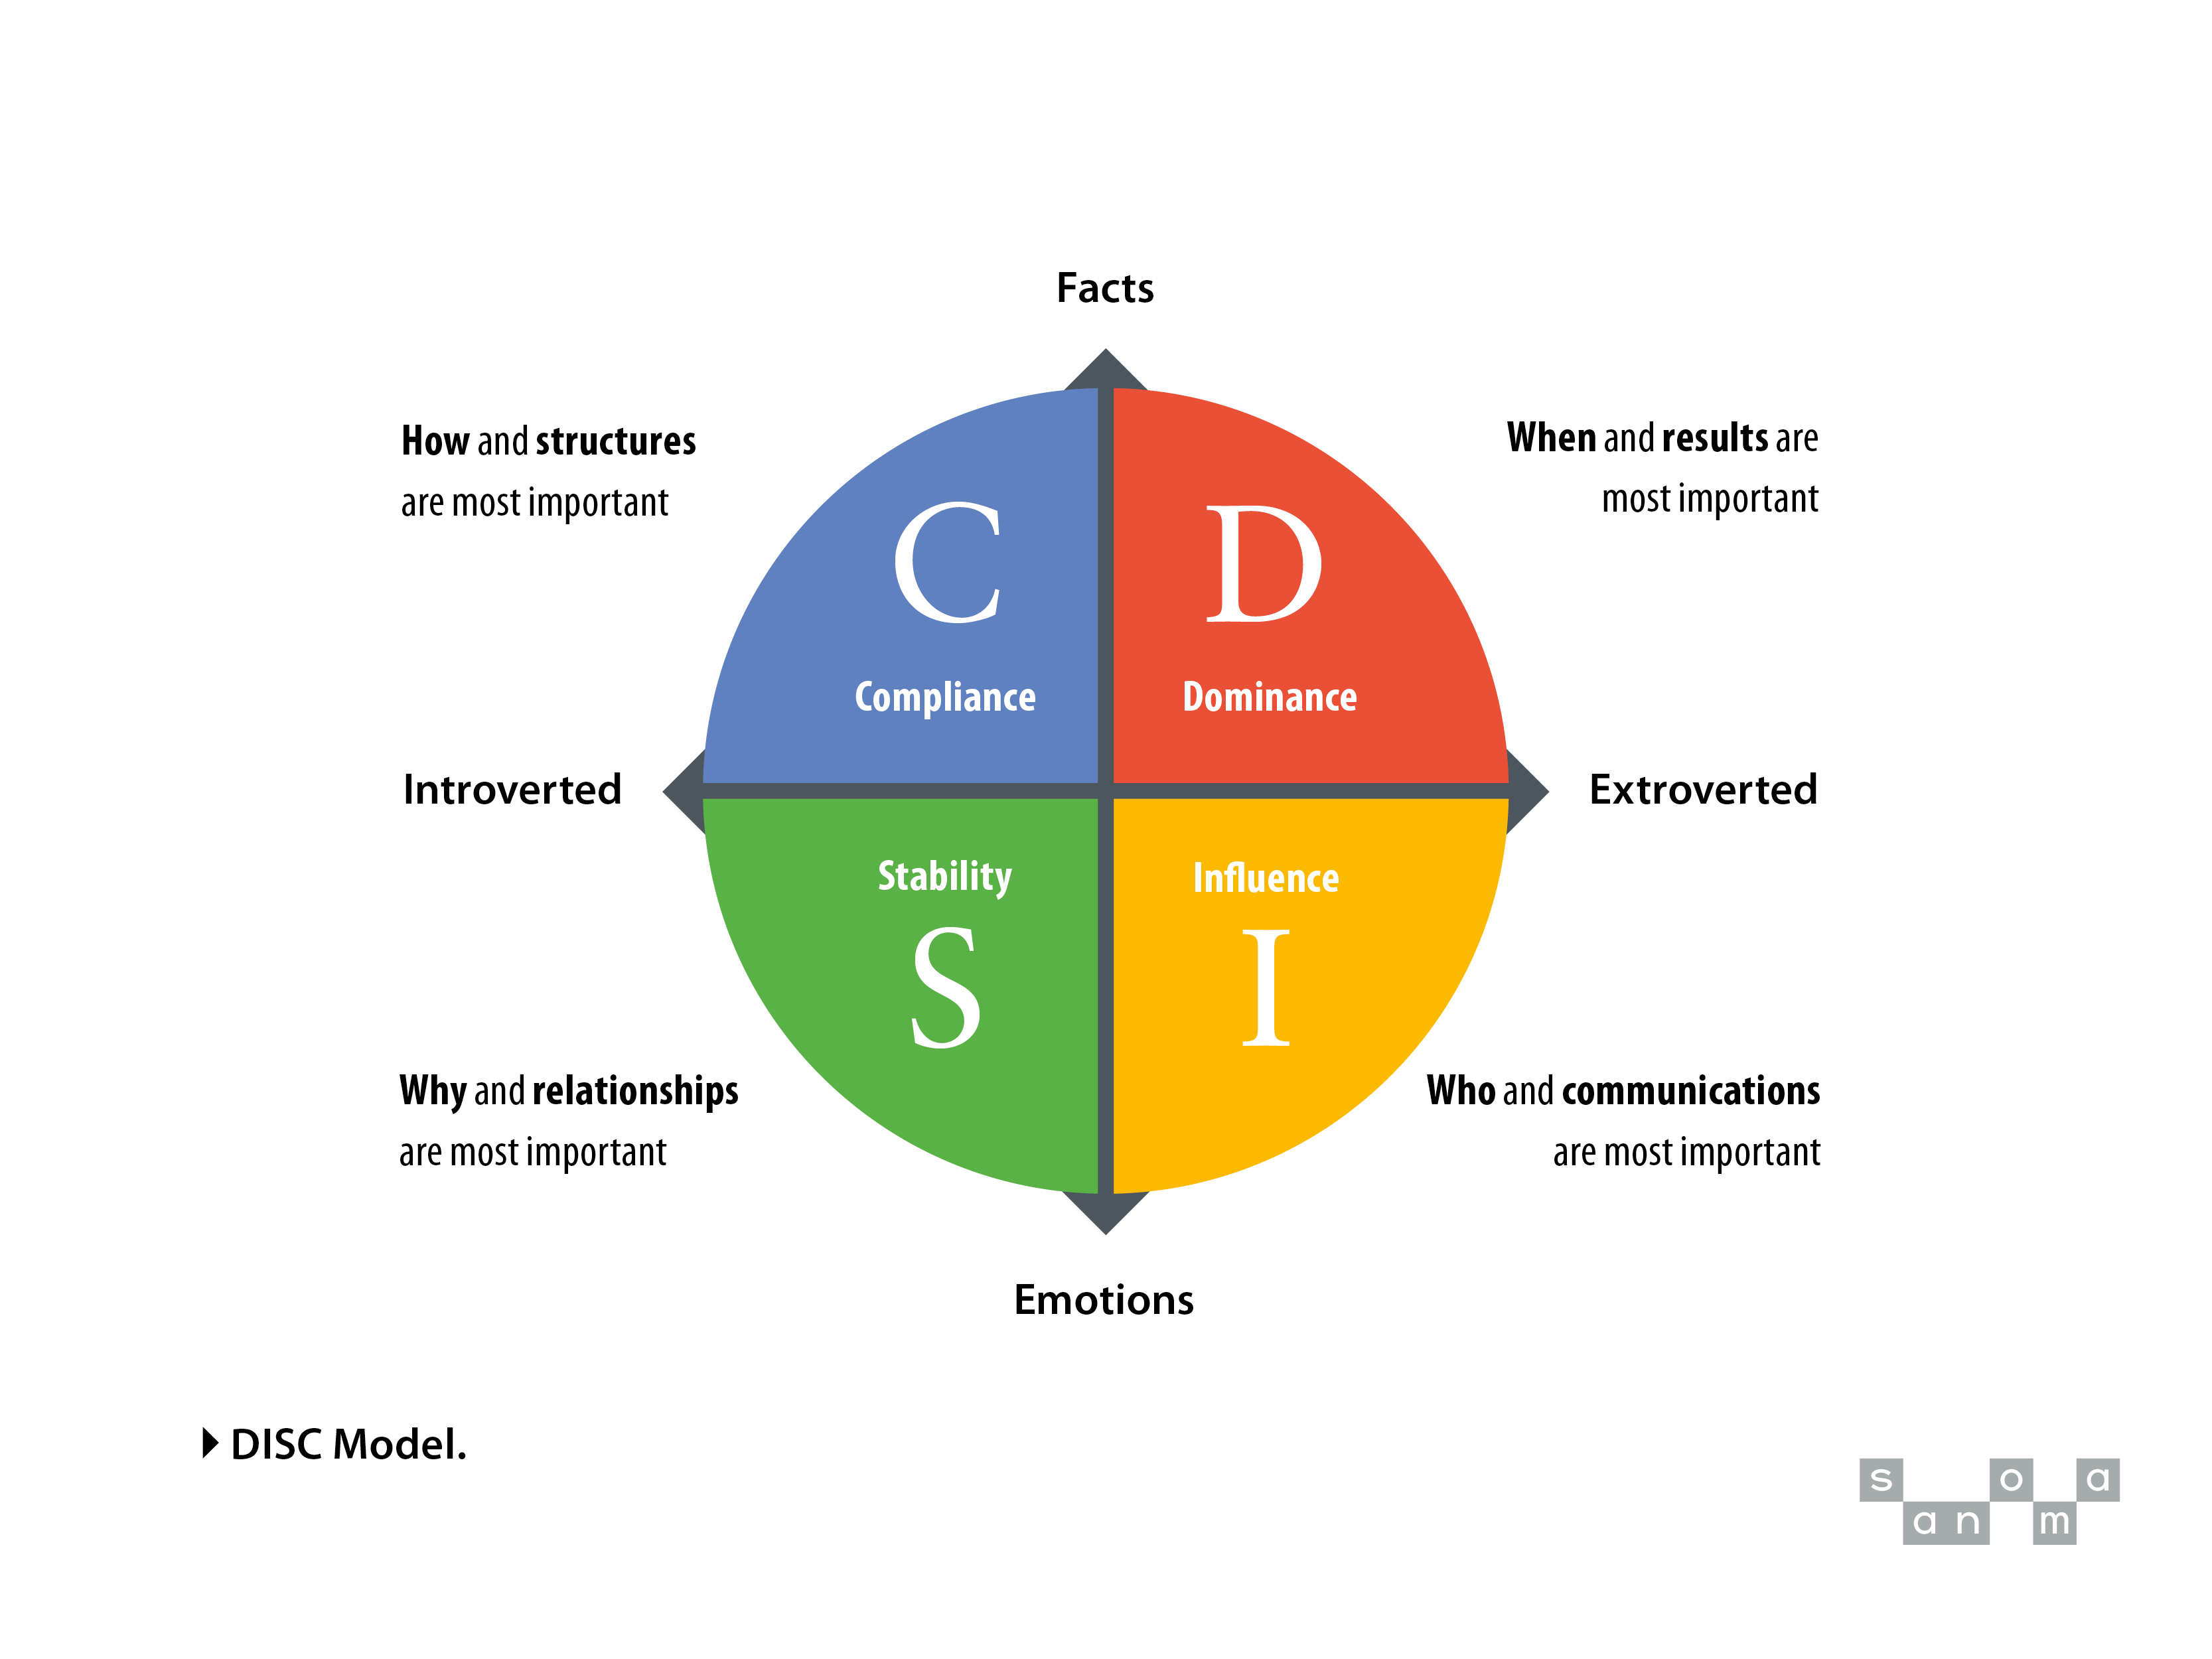 Facts
How and structures
are most important
When and results are
most important
C
D
Compliance
Dominance
Introverted
Extroverted
Stability
Influence
S
I
Why and relationships
are most important
Who and communications
are most important
Emotions
DISC Model.
sanoma